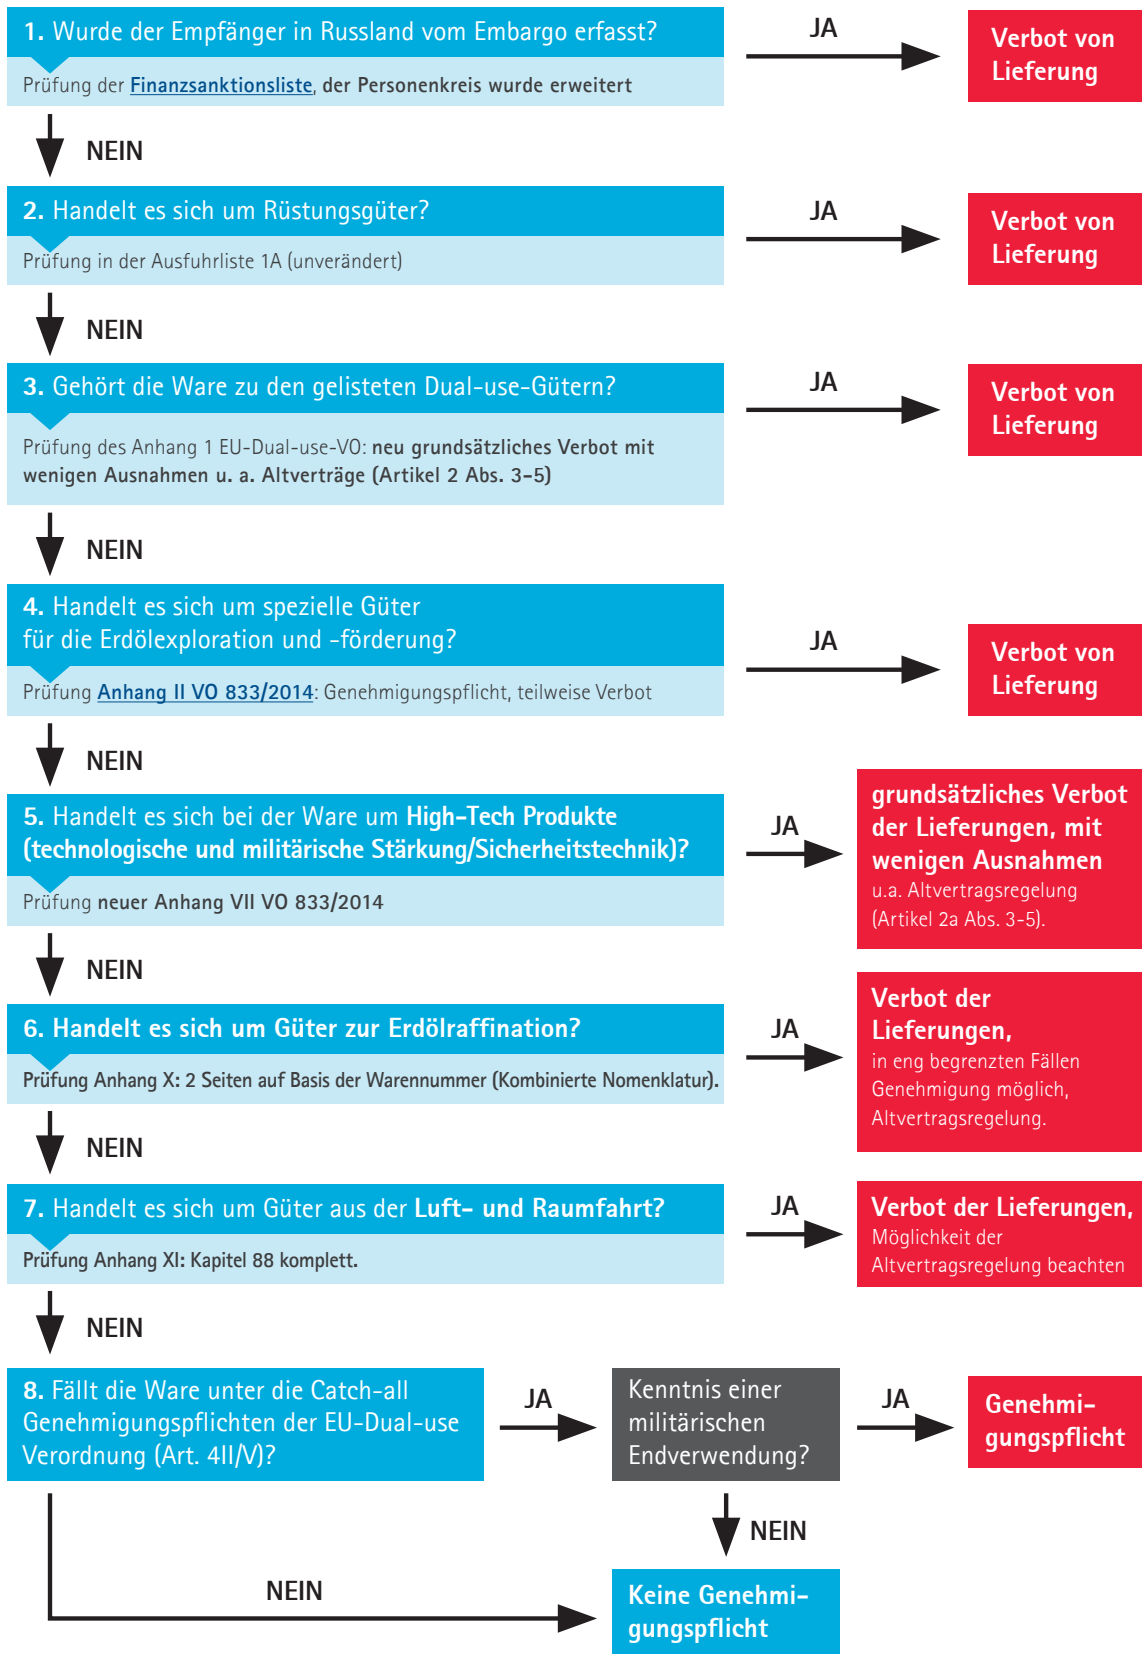 1. Wurde der Empfänger in Russland vom Embargo erfasst?
Prüfung der Finanzsanktionsliste, der Personenkreis wurde erweitert
JA
Verbot von
Lieferung
NEIN
2. Handelt es sich um Rüstungsgüter?
Prüfung in der Ausfuhrliste 1A (unverändert)
JA
Verbot von
Lieferung
NEIN
3. Gehört die Ware zu den gelisteten Dual-use-Gütern?
Prüfung des Anhang 1 EU-Dual-use-VO: neu grundsätzliches Verbot mit
wenigen Ausnahmen u. a. Altverträge (Artikel 2 Abs. 3-5)
JA
Verbot von
Lieferung
NEIN
4. Handelt es sich um spezielle Güter
für die Erdölexploration und -förderung?
Prüfung Anhang II VO 833/2014: Genehmigungspflicht, teilweise Verbot
JA
Verbot von
Lieferung
NEIN
5. Handelt es sich bei der Ware um High-Tech Produkte
(technologische und militärische Stärkung/Sicherheitstechnik)?
Prüfung neuer Anhang VII VO 833/2014
JA
grundsätzliches Verbot
der Lieferungen, mit
wenigen Ausnahmen
u.a. Altvertragsregelung
(Artikel 2a Abs. 3-5).
NEIN
6. Handelt es sich um Güter zur Erdölraffination?
Prüfung Anhang X: 2 Seiten auf Basis der Warennummer (Kombinierte Nomenklatur).
JA
Verbot der
Lieferungen,
in eng begrenzten Fällen
Genehmigung möglich,
Altvertragsregelung.
NEIN
7. Handelt es sich um Güter aus der Luft- und Raumfahrt?
Prüfung Anhang XI: Kapitel 88 komplett.
JA
Verbot der Lieferungen,
Möglichkeit der
Altvertragsregelung beachten
NEIN
8. Fällt die Ware unter die Catch-all
Genehmigungspflichten der EU-Dual-use
Verordnung (Art. 4II/V)?
JA
Kenntnis einer
militärischen
Endverwendung?
JA
Genehmi-
gungspflicht
NEIN
NEIN
Keine Genehmi-
gungspflicht